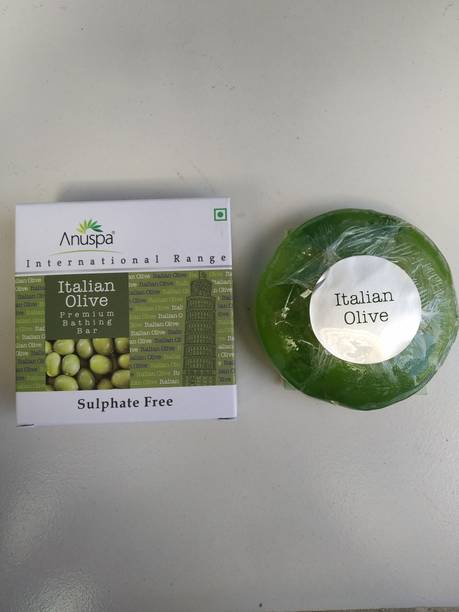 Anuspa®
International Range
Italian
Olive
Premium
Bathing
Bar
Sulphate Free
Italian
Olive